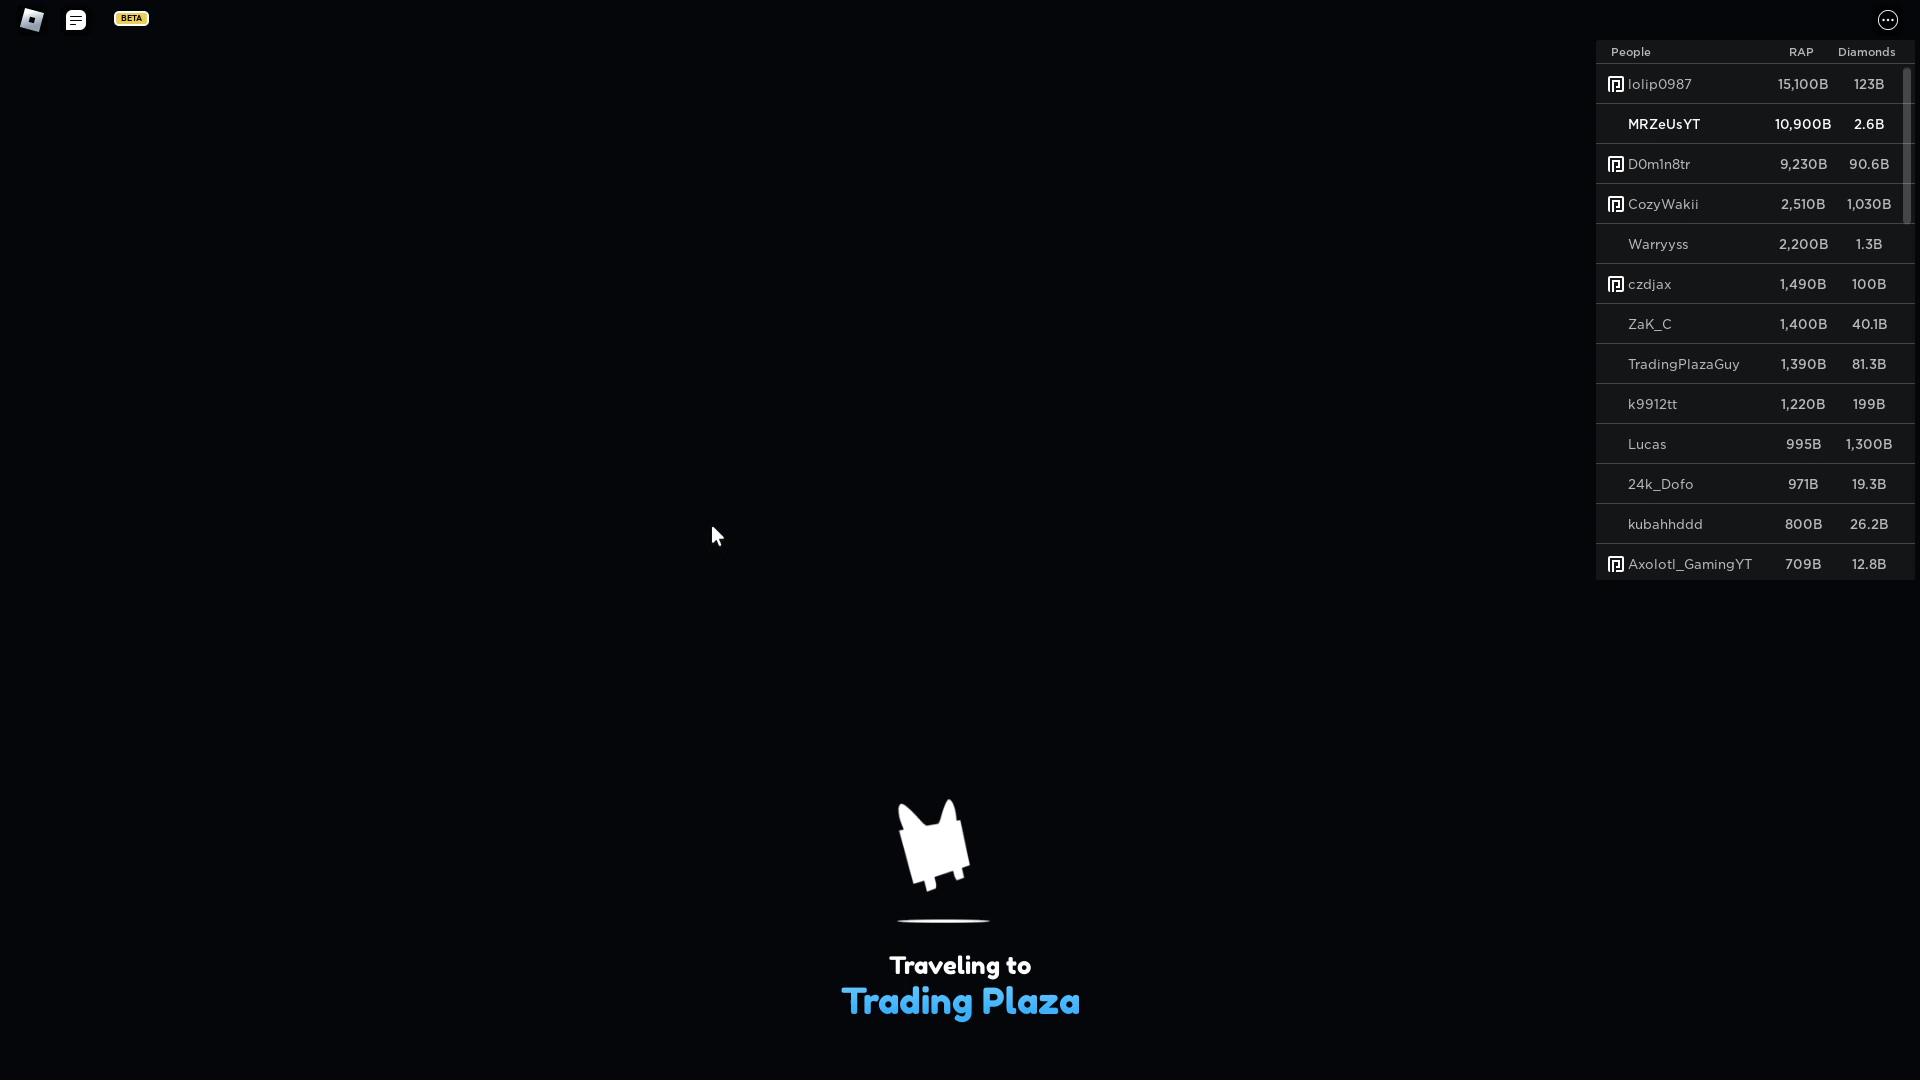 BETA
People RAP Diamonds
lolip0987 15,100B 123B
MRZeUsYT 10,900B 2.6B
D0m1n8tr 9,230B 90.6B
CozyWakii 2,510B 1,030B
Warryyss 2,200B 1.3B
czdjax 1,490B 100B
ZaK_C 1,400B 40.1B
TradingPlazaGuy 1,390B 81.3B
k9912tt 1,220B 199B
Lucas 995B 1,300B
24k_Dofo 971B 19.3B
kubahhddd 800B 26.2B
Axolotl_GamingYT 709B 12.8B
Traveling to
Trading Plaza